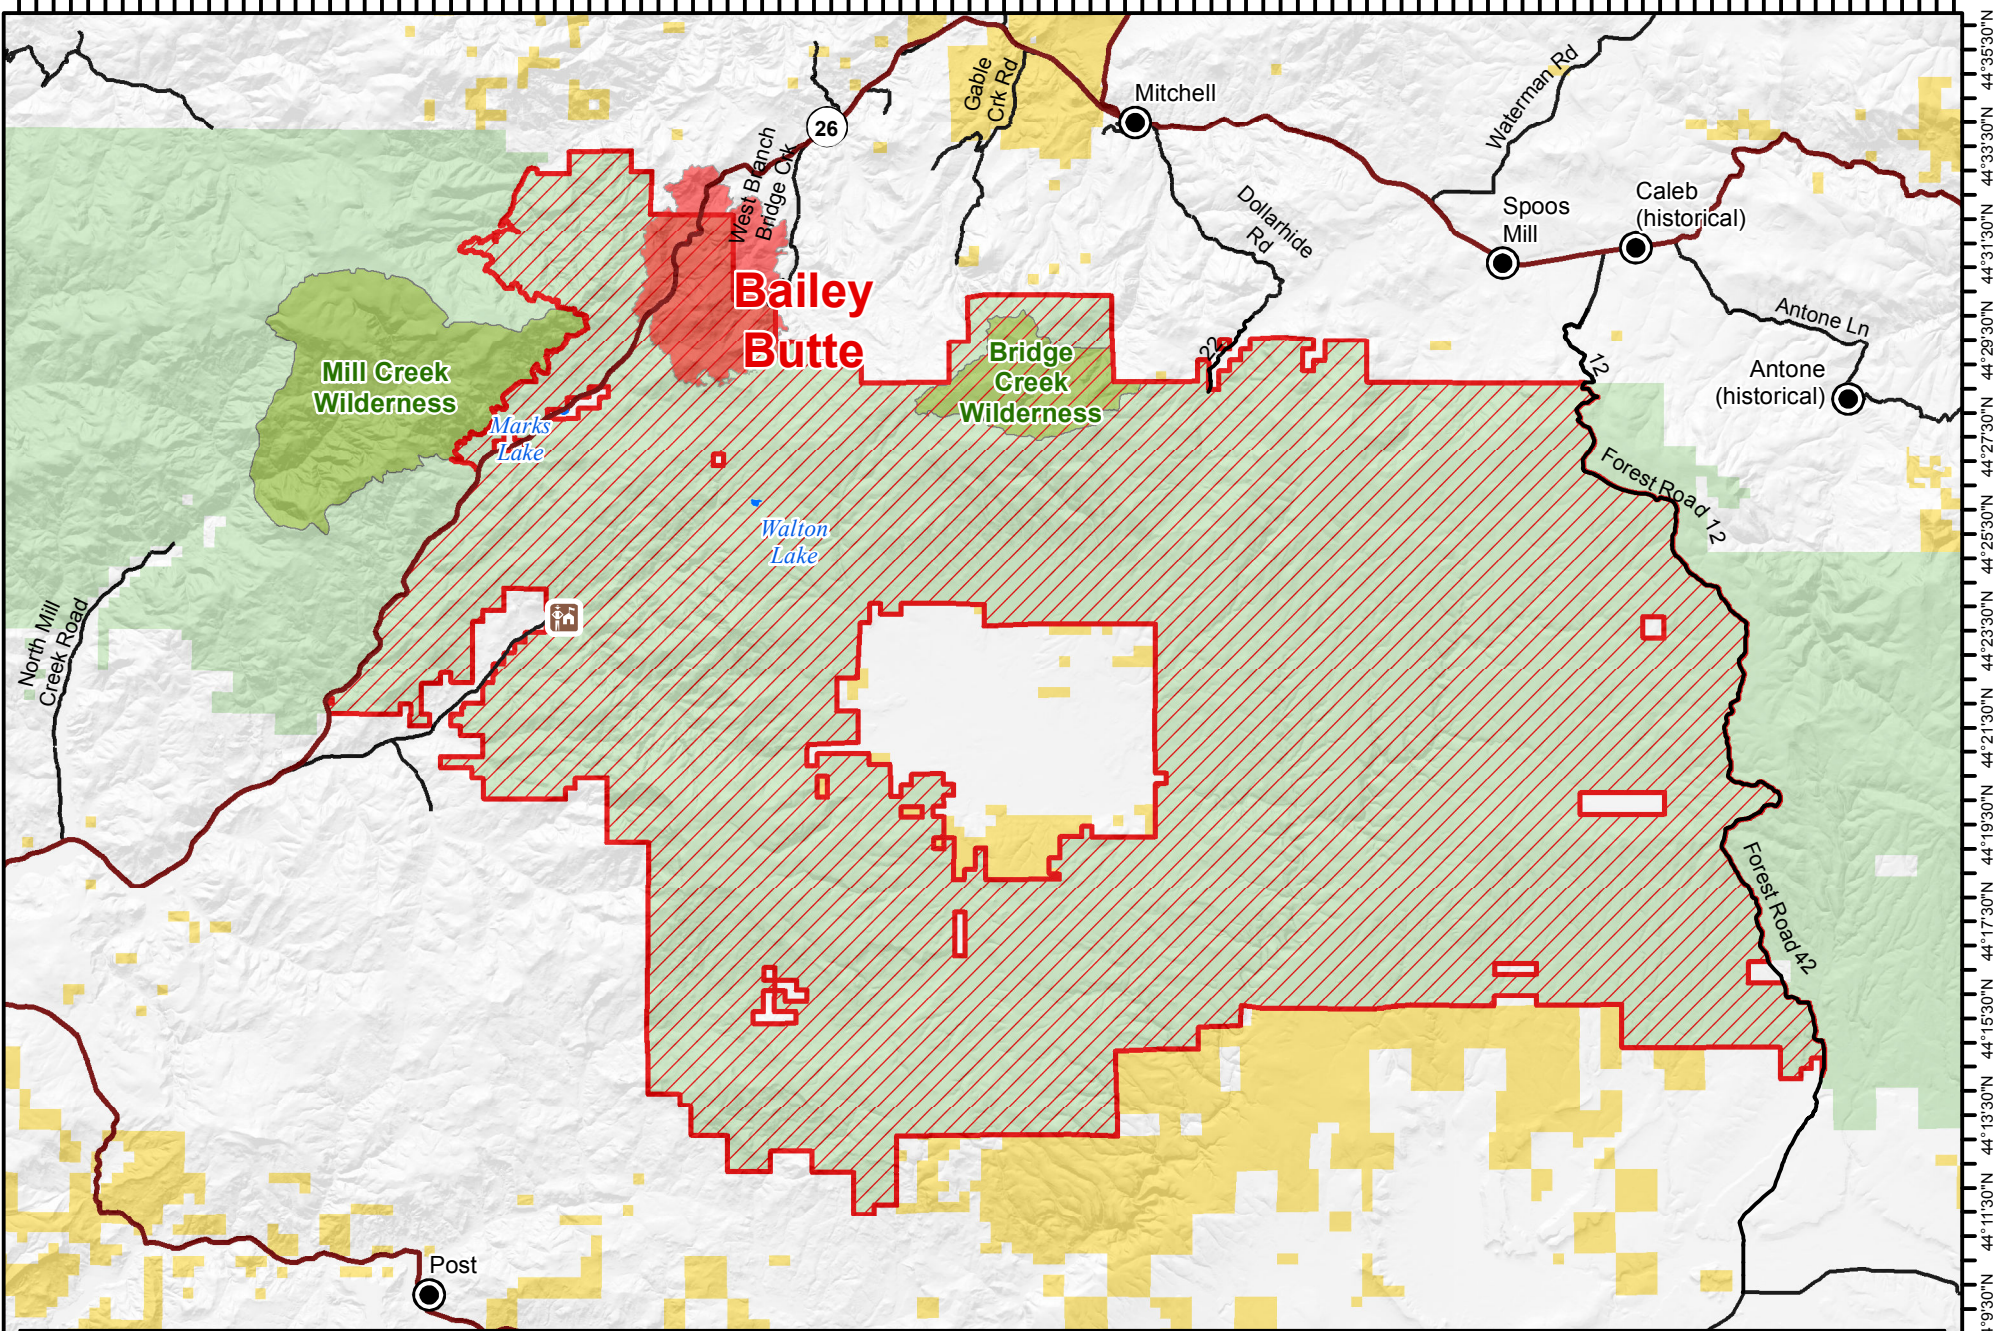 Gable
Crk Rd
Mitchell
Waterman Rd
26
West Branch
Bridge Crk
Dollarhide
Rd
Spoos
Mill
Caleb
(historical)
Bailey
Butte
Antone Ln
22
12
Antone
(historical)
Mill Creek
Wilderness
Bridge
Creek
Wilderness
Marks
Lake
Forest Road 12
Walton
Lake
North Mill
Creek Road
Forest Road 42
Post
44°35'30"N
44°33'30"N
44°31'30"N
44°29'30"N
44°27'30"N
44°25'30"N
44°23'30"N
44°21'30"N
44°19'30"N
44°17'30"N
44°15'30"N
44°13'30"N
44°11'30"N
°9'30"N